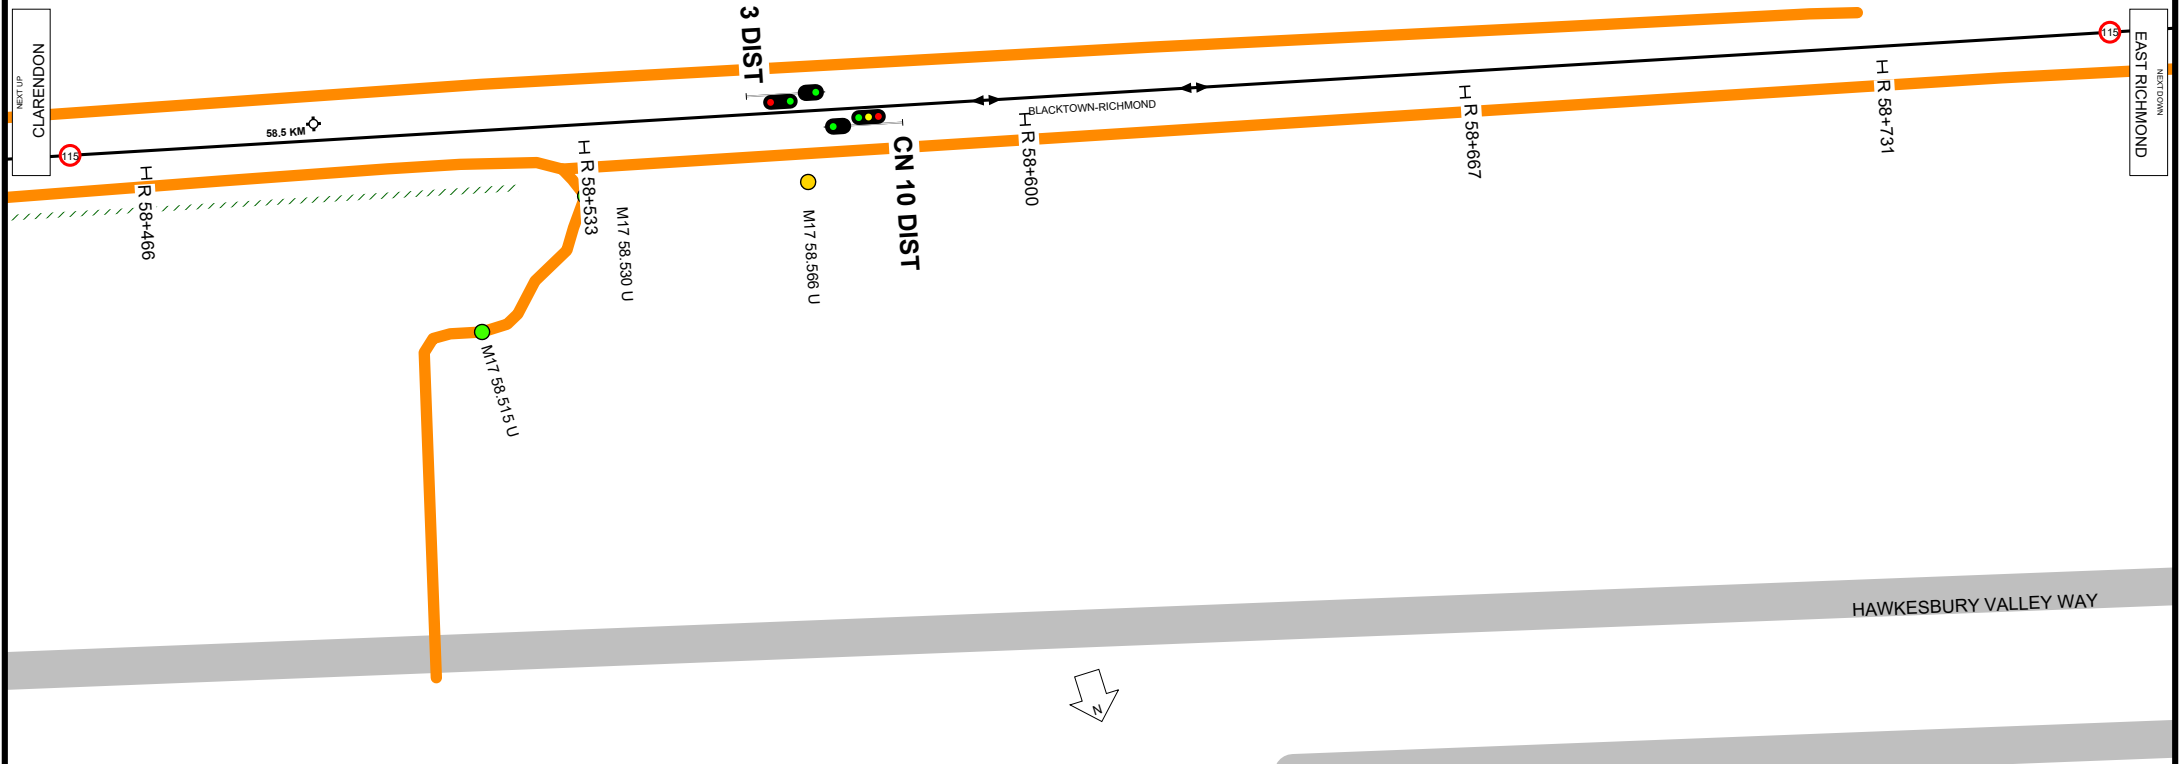 NEXT UP
CLARENDON
3 DIST
EAST RICHMOND
NEXT DOWN
115
115
58.5 KM
BLACKTOWN-RICHMOND
H R 58+466
H R 58+533
M17 58.530 U
M17 58.566 U
CN 10 DIST
H R 58+600
H R 58+667
H R 58+731
M17 58.515 U
HAWKESBURY VALLEY WAY
N